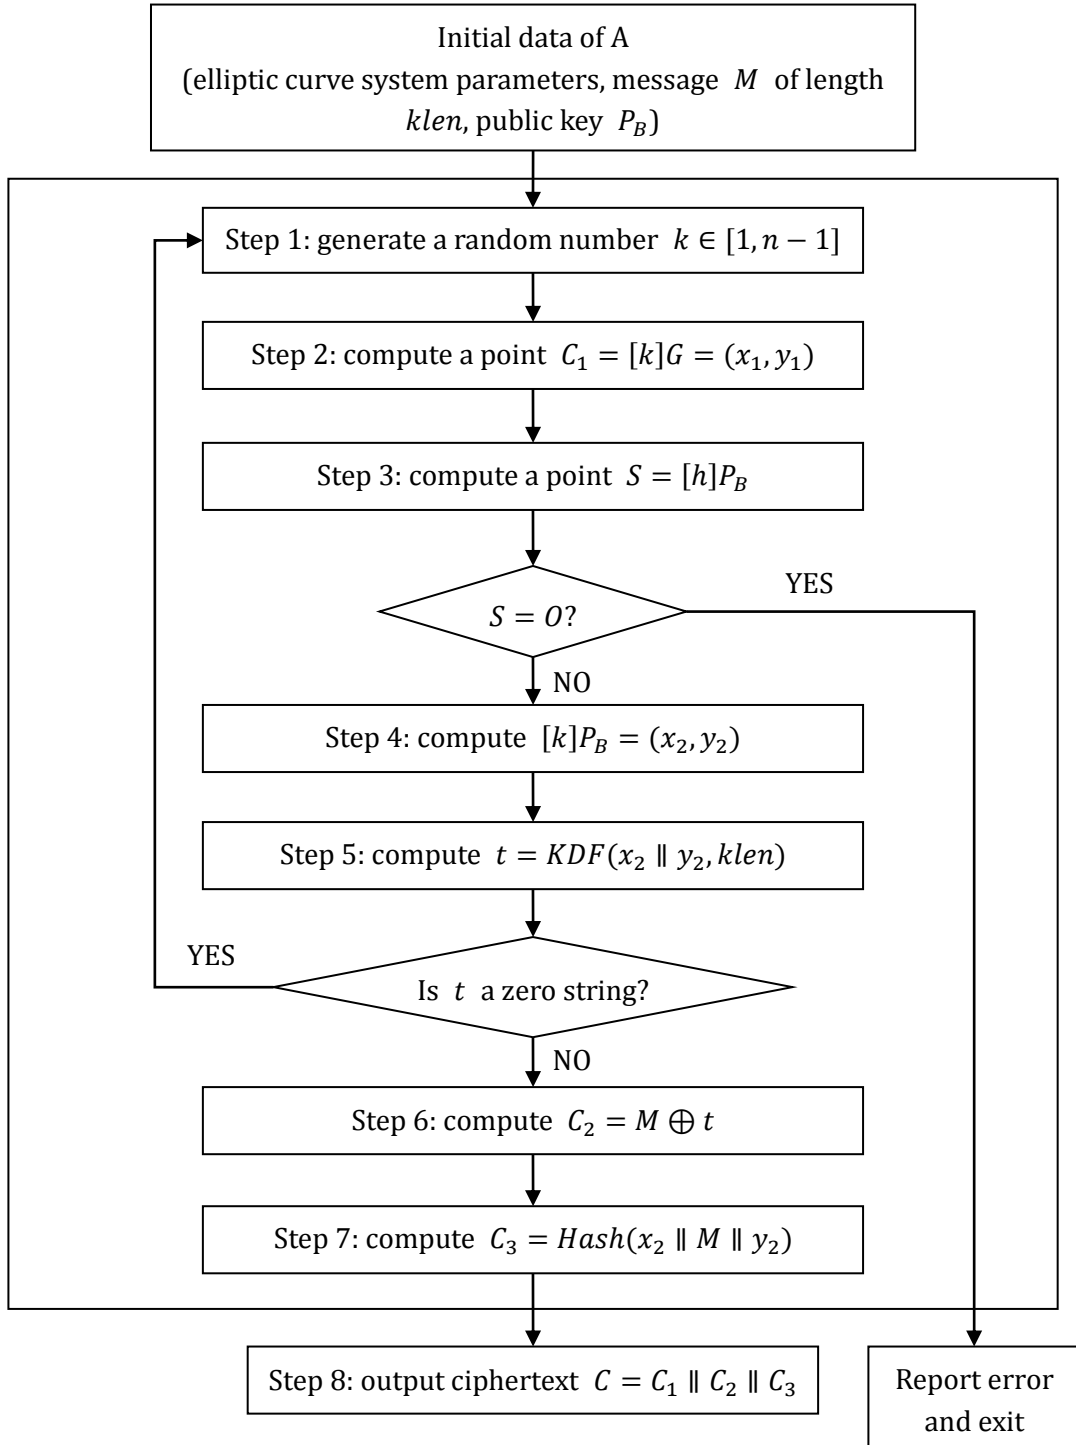 Initial data of A
(elliptic curve system parameters, message M of length
klen, public key P_B)
Step 1: generate a random number k ∈ [1, n − 1]
Step 2: compute a point C_1 = [k]G = (x_1, y_1)
Step 3: compute a point S = [h]P_B
YES
S = O?
NO
Step 4: compute [k]P_B = (x_2, y_2)
Step 5: compute t = KDF(x_2 ∥ y_2, klen)
YES
Is t a zero string?
NO
Step 6: compute C_2 = M ⊕ t
Step 7: compute C_3 = Hash(x_2 ∥ M ∥ y_2)
Step 8: output ciphertext C = C_1 ∥ C_2 ∥ C_3
Report error
and exit